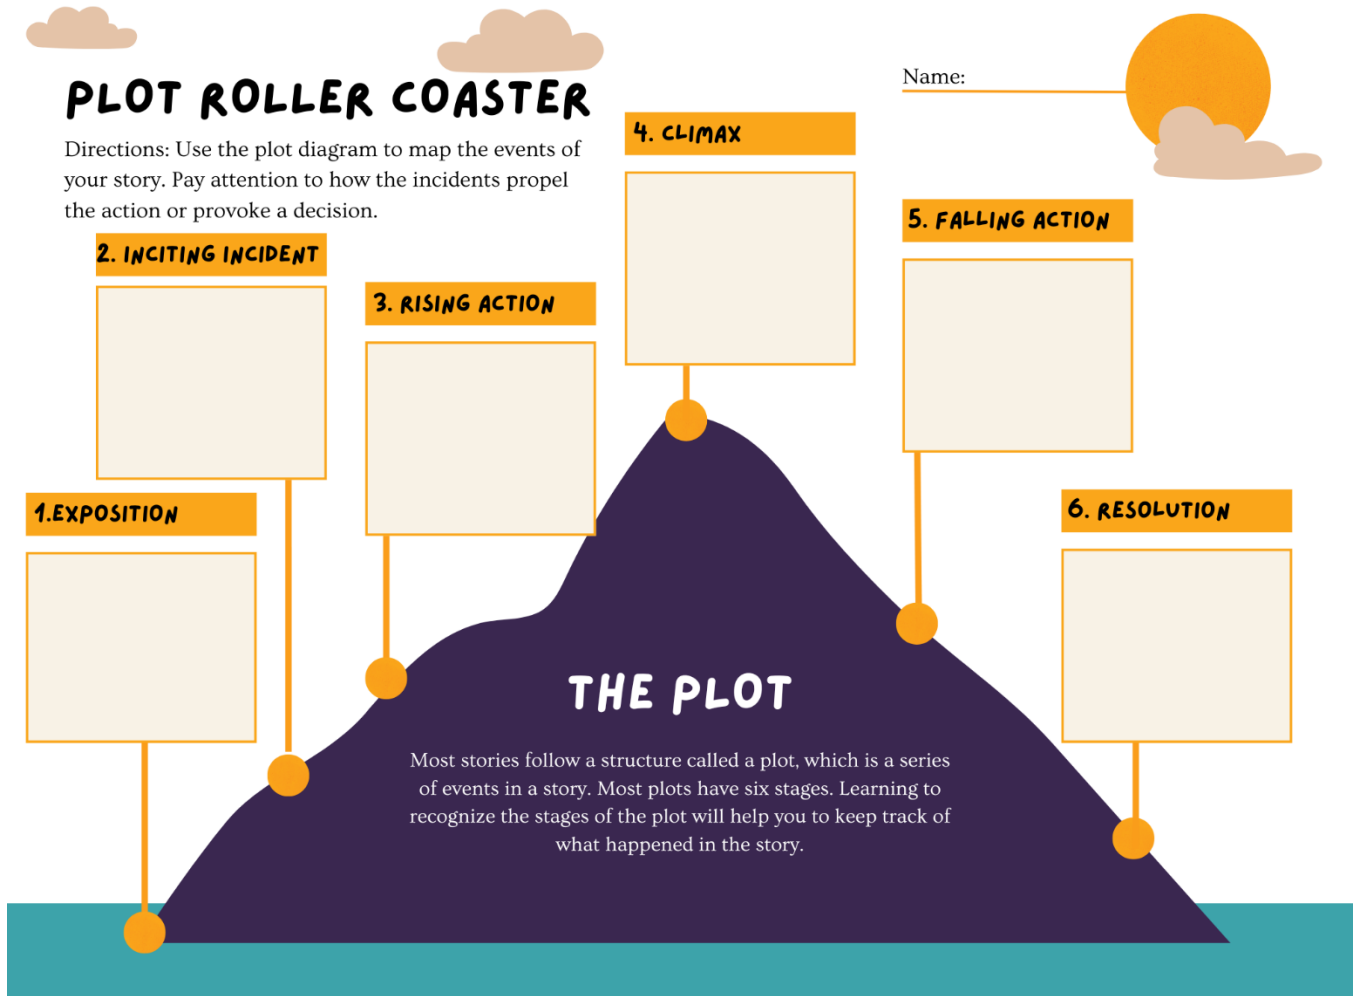 PLOT ROLLER COASTER
Name:
Directions: Use the plot diagram to map the events of
your story. Pay attention to how the incidents propel
the action or provoke a decision.
1.EXPOSITION
2. INCITING INCIDENT
3. RISING ACTION
4. CLIMAX
5. FALLING ACTION
6. RESOLUTION
THE PLOT
Most stories follow a structure called a plot, which is a series
of events in a story. Most plots have six stages. Learning to
recognize the stages of the plot will help you to keep track of
what happened in the story.